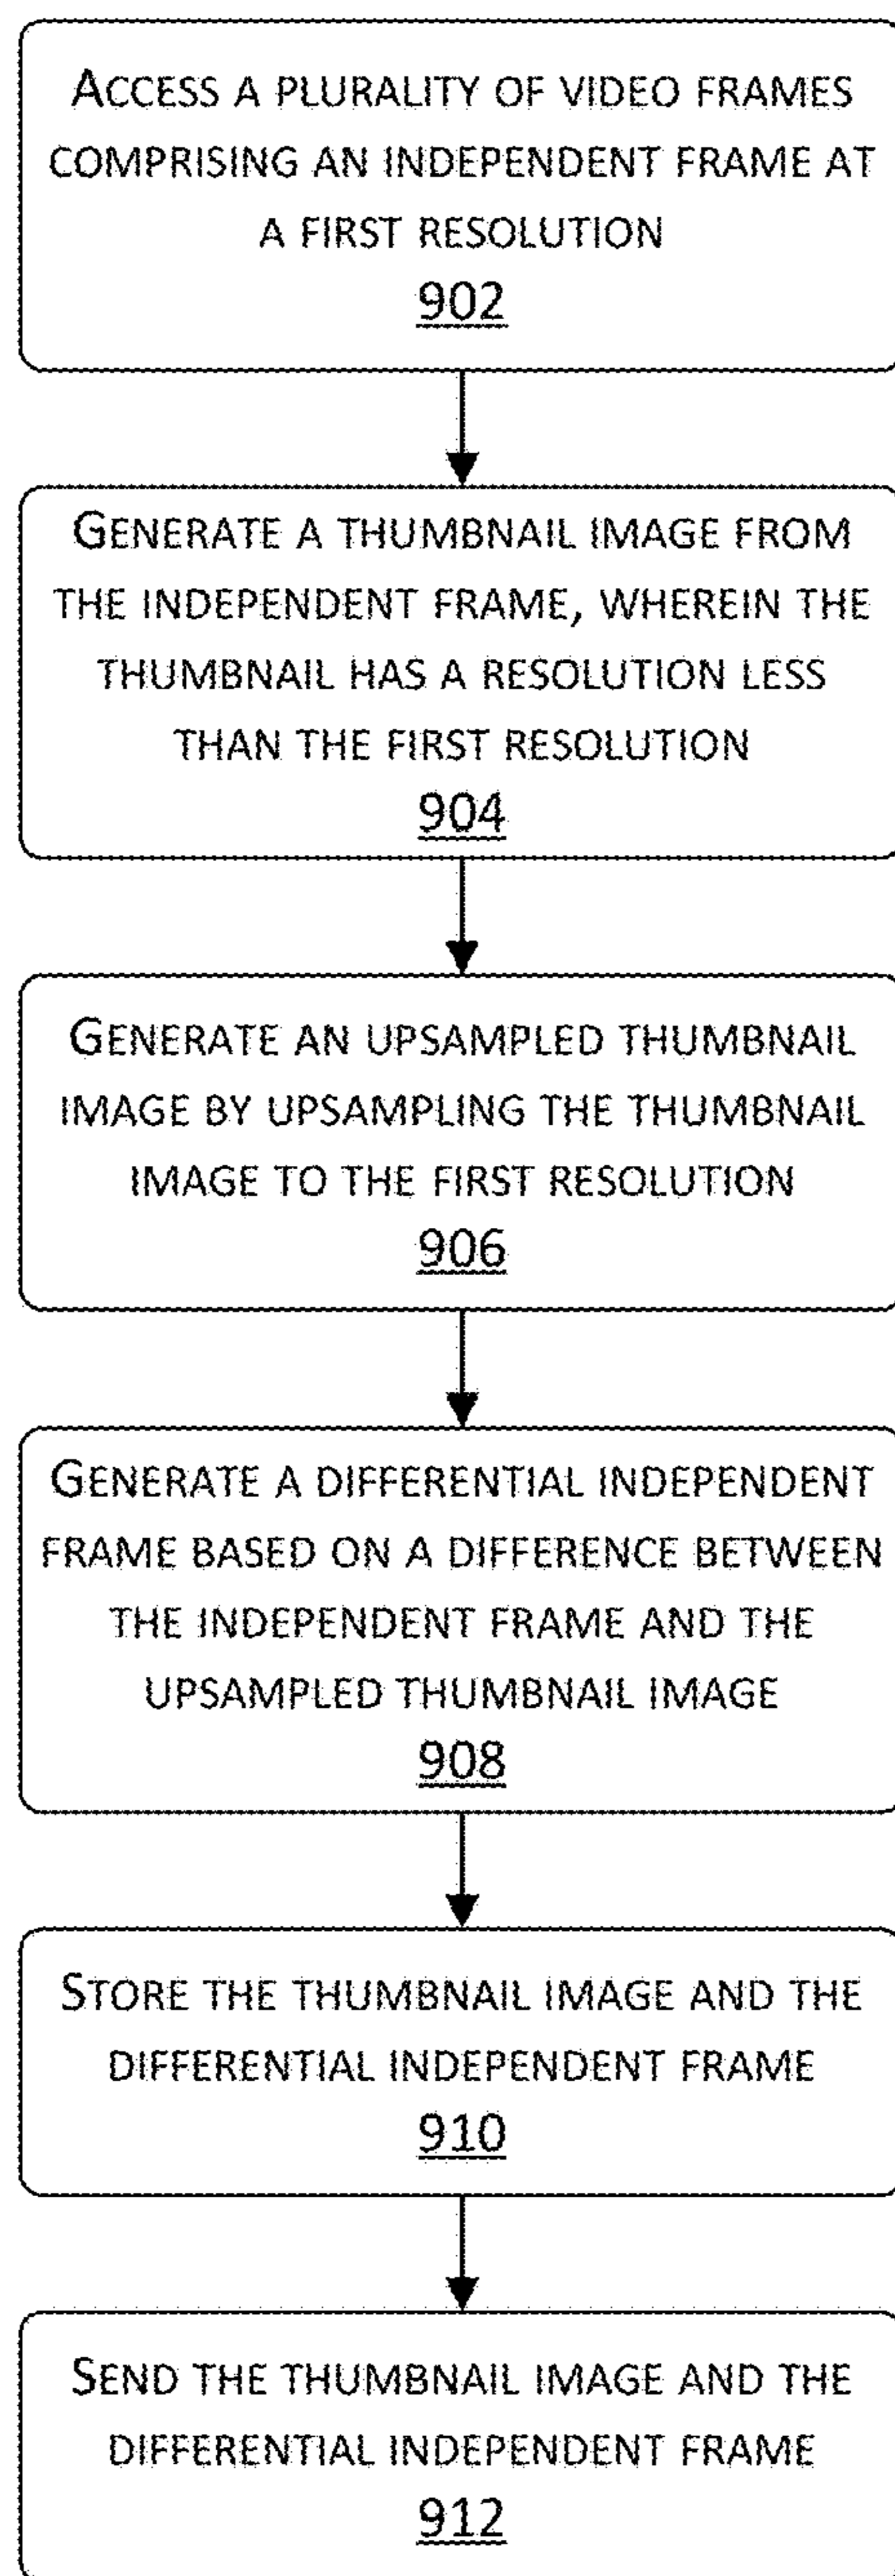 ACCESS A PLURALITY OF VIDEO FRAMES
COMPRISING AN INDEPENDENT FRAME AT
A FIRST RESOLUTION
902
GENERATE A THUMBNAIL IMAGE FROM
THE INDEPENDENT FRAME, WHEREIN THE
THUMBNAIL HAS A RESOLUTION LESS
THAN THE FIRST RESOLUTION
904
GENERATE AN UPSAMPLED THUMBNAIL
IMAGE BY UPSAMPLING THE THUMBNAIL
IMAGE TO THE FIRST RESOLUTION
906
GENERATE A DIFFERENTIAL INDEPENDENT
FRAME BASED ON A DIFFERENCE BETWEEN
THE INDEPENDENT FRAME AND THE
UPSAMPLED THUMBNAIL IMAGE
908
STORE THE THUMBNAIL IMAGE AND THE
DIFFERENTIAL INDEPENDENT FRAME
910
SEND THE THUMBNAIL IMAGE AND THE
DIFFERENTIAL INDEPENDENT FRAME
912